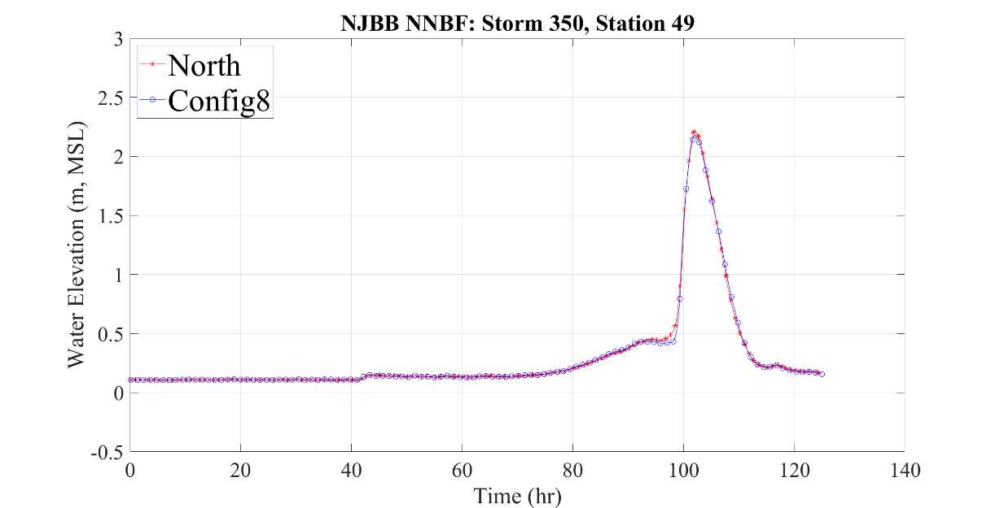 NJBB NNBF: Storm 350, Station 49
North
Config8
3
2.5
2
1.5
1
0.5
0
-0.5
Water Elevation (m, MSL)
0 20 40 60 80 100 120 140
Time (hr)